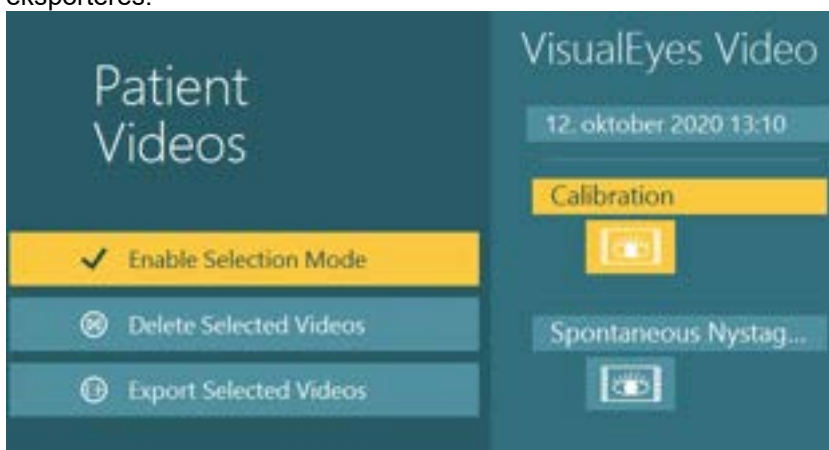 eksporteres.
Patient
Videos
Enable Selection Mode
Delete Selected Videos
Export Selected Videos
VisualEyes Video
12. oktober 2020 13:10
Calibration
Spontaneous Nystag...